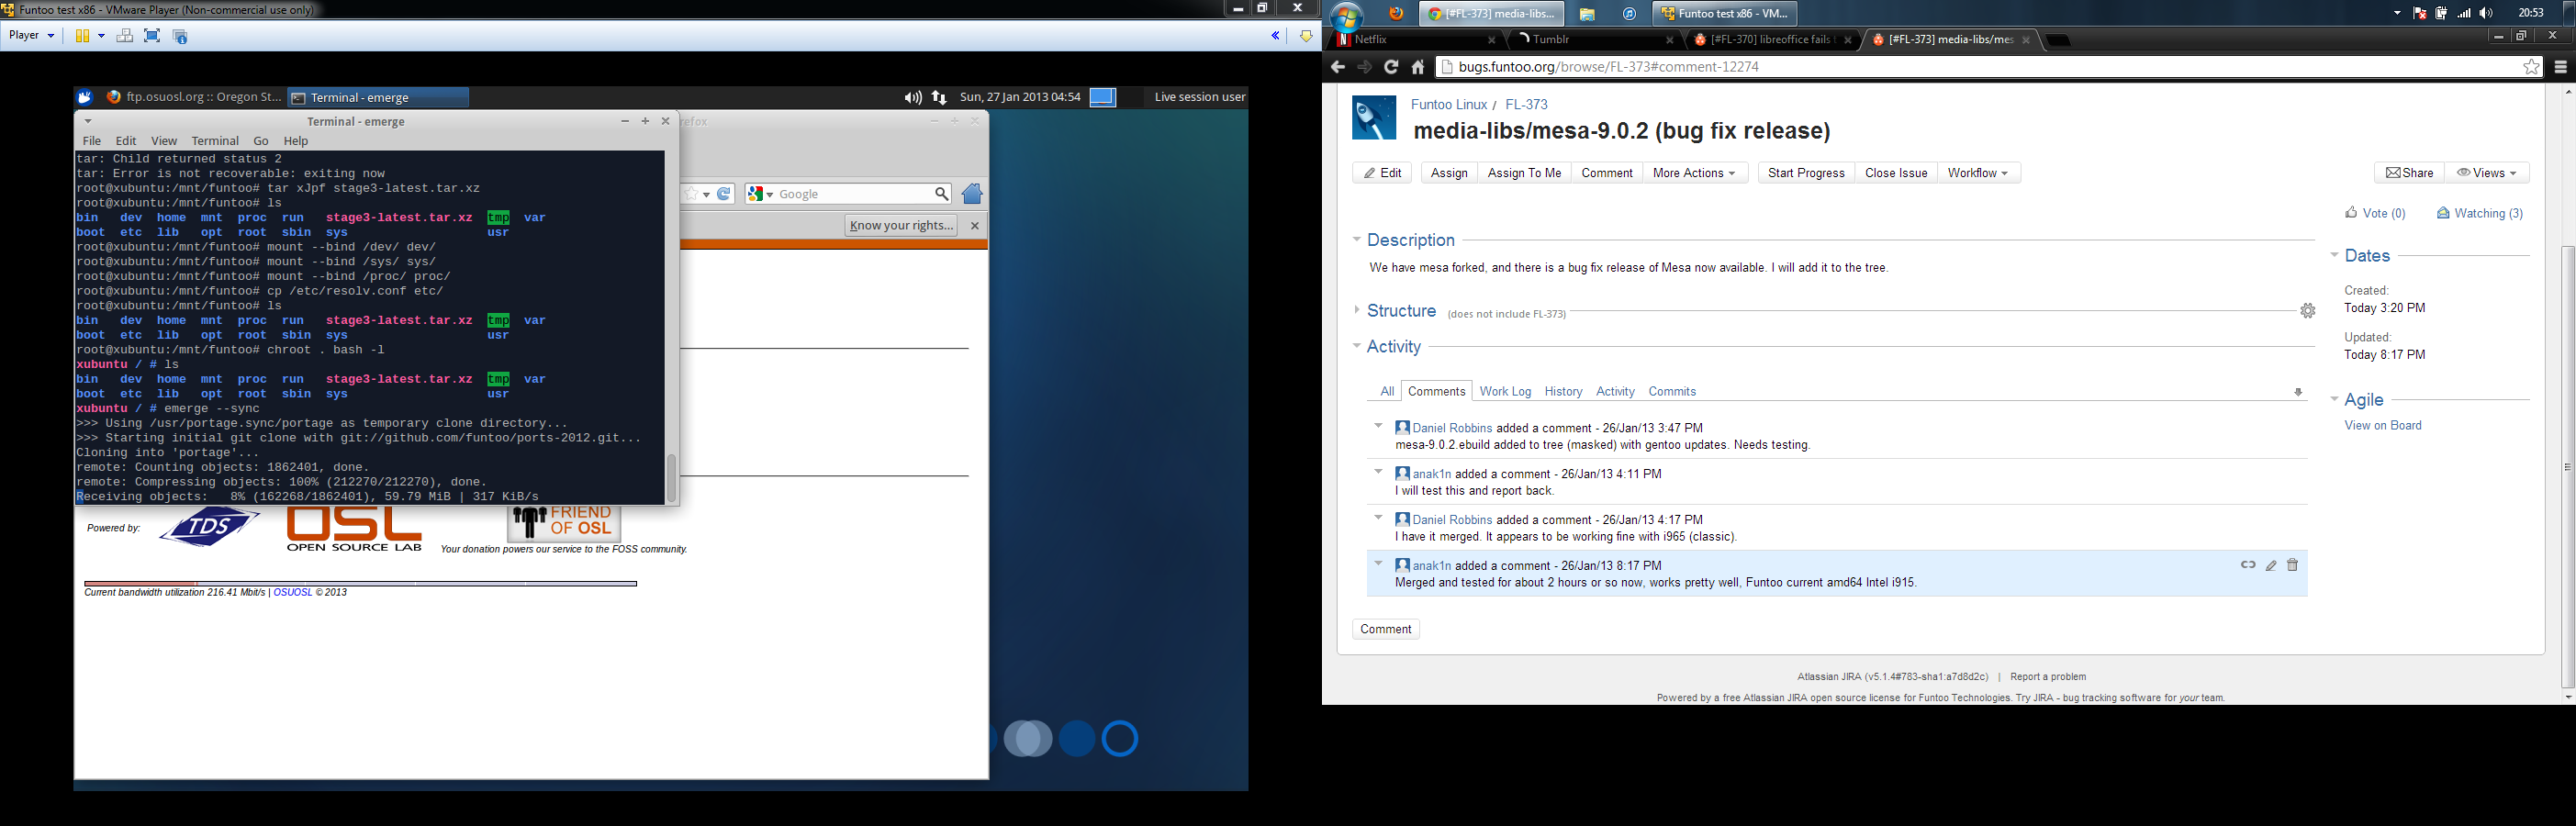 Funtoo test x86 - VMware Player (Non-commercial use only)
Player
ftp.osuosl.org :: Oregon St...
Terminal - emerge
Sun, 27 Jan 2013 04:54
Live session user
Terminal - emerge
refox
File Edit View Terminal Go Help
tar: Child returned status 2
tar: Error is not recoverable: exiting now
root@xubuntu:/mnt/funtoo# tar xJpf stage3-latest.tar.xz
root@xubuntu:/mnt/funtoo# ls
bin dev home mnt proc run stage3-latest.tar.xz tmp var
boot etc lib opt root sbin sys usr
root@xubuntu:/mnt/funtoo# mount --bind /dev/ dev/
root@xubuntu:/mnt/funtoo# mount --bind /sys/ sys/
root@xubuntu:/mnt/funtoo# mount --bind /proc/ proc/
root@xubuntu:/mnt/funtoo# cp /etc/resolv.conf etc/
root@xubuntu:/mnt/funtoo# ls
bin dev home mnt proc run stage3-latest.tar.xz tmp var
boot etc lib opt root sbin sys usr
root@xubuntu:/mnt/funtoo# chroot . bash -l
xubuntu / # ls
bin dev home mnt proc run stage3-latest.tar.xz tmp var
boot etc lib opt root sbin sys usr
xubuntu / # emerge --sync
>>> Using /usr/portage.sync/portage as temporary clone directory...
>>> Starting initial git clone with git://github.com/funtoo/ports-2012.git...
Cloning into 'portage'...
remote: Counting objects: 1862401, done.
remote: Compressing objects: 100% (212270/212270), done.
Receiving objects: 8% (162268/1862401), 59.79 MiB | 317 KiB/s
Google
Know your rights...
Powered by:
TDS
OSL
OPEN SOURCE LAB
FRIEND
OF OSL
Your donation powers our service to the FOSS community.
Current bandwidth utilization 216.41 Mbit/s | OSUOSL © 2013
[#FL-373] media-libs...
Funtoo test x86 - VM...
20:53
Netflix
Tumblr
[#FL-370] libreoffice fails t
[#FL-373] media-libs/mes
bugs.funtoo.org/browse/FL-373#comment-12274
Funtoo Linux / FL-373
media-libs/mesa-9.0.2 (bug fix release)
Edit
Assign
Assign To Me
Comment
More Actions
Start Progress
Close Issue
Workflow
Share
Views
Vote (0)
Watching (3)
Description
We have mesa forked, and there is a bug fix release of Mesa now available. I will add it to the tree.
Structure (does not include FL-373)
Activity
All Comments Work Log History Activity Commits
Daniel Robbins added a comment - 26/Jan/13 3:47 PM
mesa-9.0.2.ebuild added to tree (masked) with gentoo updates. Needs testing.
anak1n added a comment - 26/Jan/13 4:11 PM
I will test this and report back.
Daniel Robbins added a comment - 26/Jan/13 4:17 PM
I have it merged. It appears to be working fine with i965 (classic).
anak1n added a comment - 26/Jan/13 8:17 PM
Merged and tested for about 2 hours or so now, works pretty well, Funtoo current amd64 Intel i915.
Comment
Dates
Created:
Today 3:20 PM
Updated:
Today 8:17 PM
Agile
View on Board
Atlassian JIRA (v5.1.4#783-sha1:a7d8d2c) | Report a problem
Powered by a free Atlassian JIRA open source license for Funtoo Technologies. Try JIRA - bug tracking software for your team.